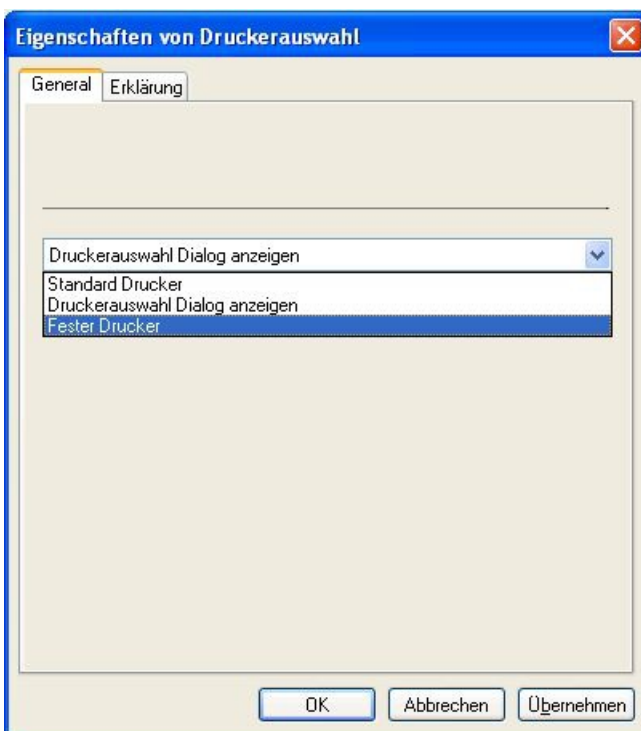 Eigenschaften von Druckerauswahl
General Erklärung
Druckerauswahl Dialog anzeigen
Standard Drucker
Druckerauswahl Dialog anzeigen
Fester Drucker
OK Abbrechen Übernehmen